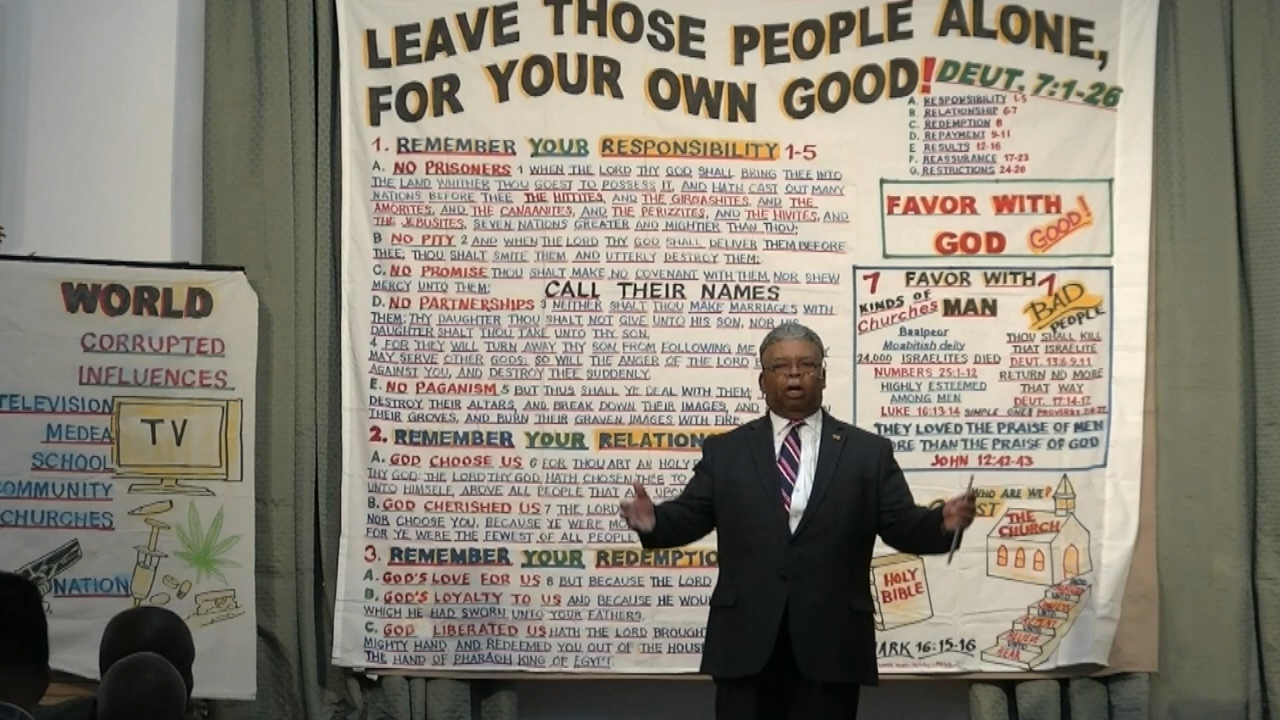 LEAVE THOSE PEOPLE ALONE,
FOR YOUR OWN GOOD! DEUT. 7:1-26
A. RESPONSIBILITY 1-5
B. RELATIONSHIP 6-7
C. REDEMPTION 8
D. REPAYMENT 9-11
E RESULTS 12-16
F. REASSURANCE 17-23
G. RESTRICTIONS 24-26
1. REMEMBER YOUR RESPONSIBILITY 1-5
A. NO PRISONERS 1 WHEN THE LORD THY GOD SHALL BRING THEE INTO
THE LAND WHITHER THOU GOEST TO POSSESS IT, AND HATH CAST OUT MANY
NATIONS BEFORE THEE THE HITTITES, AND THE GIRGASHITES, AND THE
AMORITES, AND THE CANAANITES, AND THE PERIZZITES, AND THE HIVITES, AND
THE JEBUSITES, SEVEN NATIONS GREATER AND MIGHTIER THAN THOU;
B NO PITY 2 AND WHEN THE LORD THY GOD SHALL DELIVER THEM BEFORE
THEE; THOU SHALT SMITE THEM, AND UTTERLY DESTROY THEM;
C. NO PROMISE THOU SHALT MAKE NO COVENANT WITH THEM, NOR SHEW
MERCY UNTO THEM: CALL THEIR NAMES
D. NO PARTNERSHIPS 3 NEITHER SHALT THOU MAKE MARRIAGES WITH
THEM; THY DAUGHTER THOU SHALT NOT GIVE UNTO HIS SON, NOR HIS
DAUGHTER SHALT THOU TAKE UNTO THY SON.
4 FOR THEY WILL TURN AWAY THY SON FROM FOLLOWING ME,
MAY SERVE OTHER GODS: SO WILL THE ANGER OF THE LORD
AGAINST YOU, AND DESTROY THEE SUDDENLY.
E. NO PAGANISM 5 BUT THUS SHALL YE DEAL WITH THEM;
DESTROY THEIR ALTARS, AND BREAK DOWN THEIR IMAGES, AND
THEIR GROVES, AND BURN THEIR GRAVEN IMAGES WITH FIRE.
2. REMEMBER YOUR RELATION
A. GOD CHOOSE US 6 FOR THOU ART AN HOLY
THY GOD: THE LORD THY GOD HATH CHOSEN THEE TO
UNTO HIMSELF, ABOVE ALL PEOPLE THAT A UPO
B. GOD CHERISHED US 7 THE LORD
NOR CHOOSE YOU, BECAUSE YE WERE MO
FOR YE WERE THE FEWEST OF ALL PEOPLE
3. REMEMBER YOUR REDEMPTIO
A. GOD'S LOVE FOR US 8 BUT BECAUSE THE LORD
B. GOD'S LOYALTY TO US AND BECAUSE HE WOU
WHICH HE HAD SWORN UNTO YOUR FATHERS,
C. GOD LIBERATED US HATH THE LORD BROUGHT
MIGHTY HAND, AND REDEEMED YOU OUT OF THE HOUS
THE HAND OF PHARAOH KING OF EGYPT.
FAVOR WITH
GOD GOOD!
FAVOR WITH
MAN
7
KINDS OF
Churches
Baalpeor
Moabitish deity
24,000 ISRAELITES DIED
NUMBERS 25:1-12
HIGHLY ESTEEMED
AMONG MEN
LUKE 16:13-14
BAD
PEOPLE
THOU SHALL KILL
THAT ISRAELITE
DEUT. 13:6-9,11
RETURN NO MORE
THAT WAY
DEUT. 17:14-17
SIMPLE ONES PROVERBS
THEY LOVED THE PRAISE OF MEN
ORE THAN THE PRAISE OF GOD
JOHN 12:42-43
WHO ARE WE?
THE
CHURCH
HOLY
BIBLE
ARK 16:15-16
WORLD
CORRUPTED
INFLUENCES
TELEVISION
MEDEA
SCHOOL
OMMUNITY
CHURCHES
NATION
TV